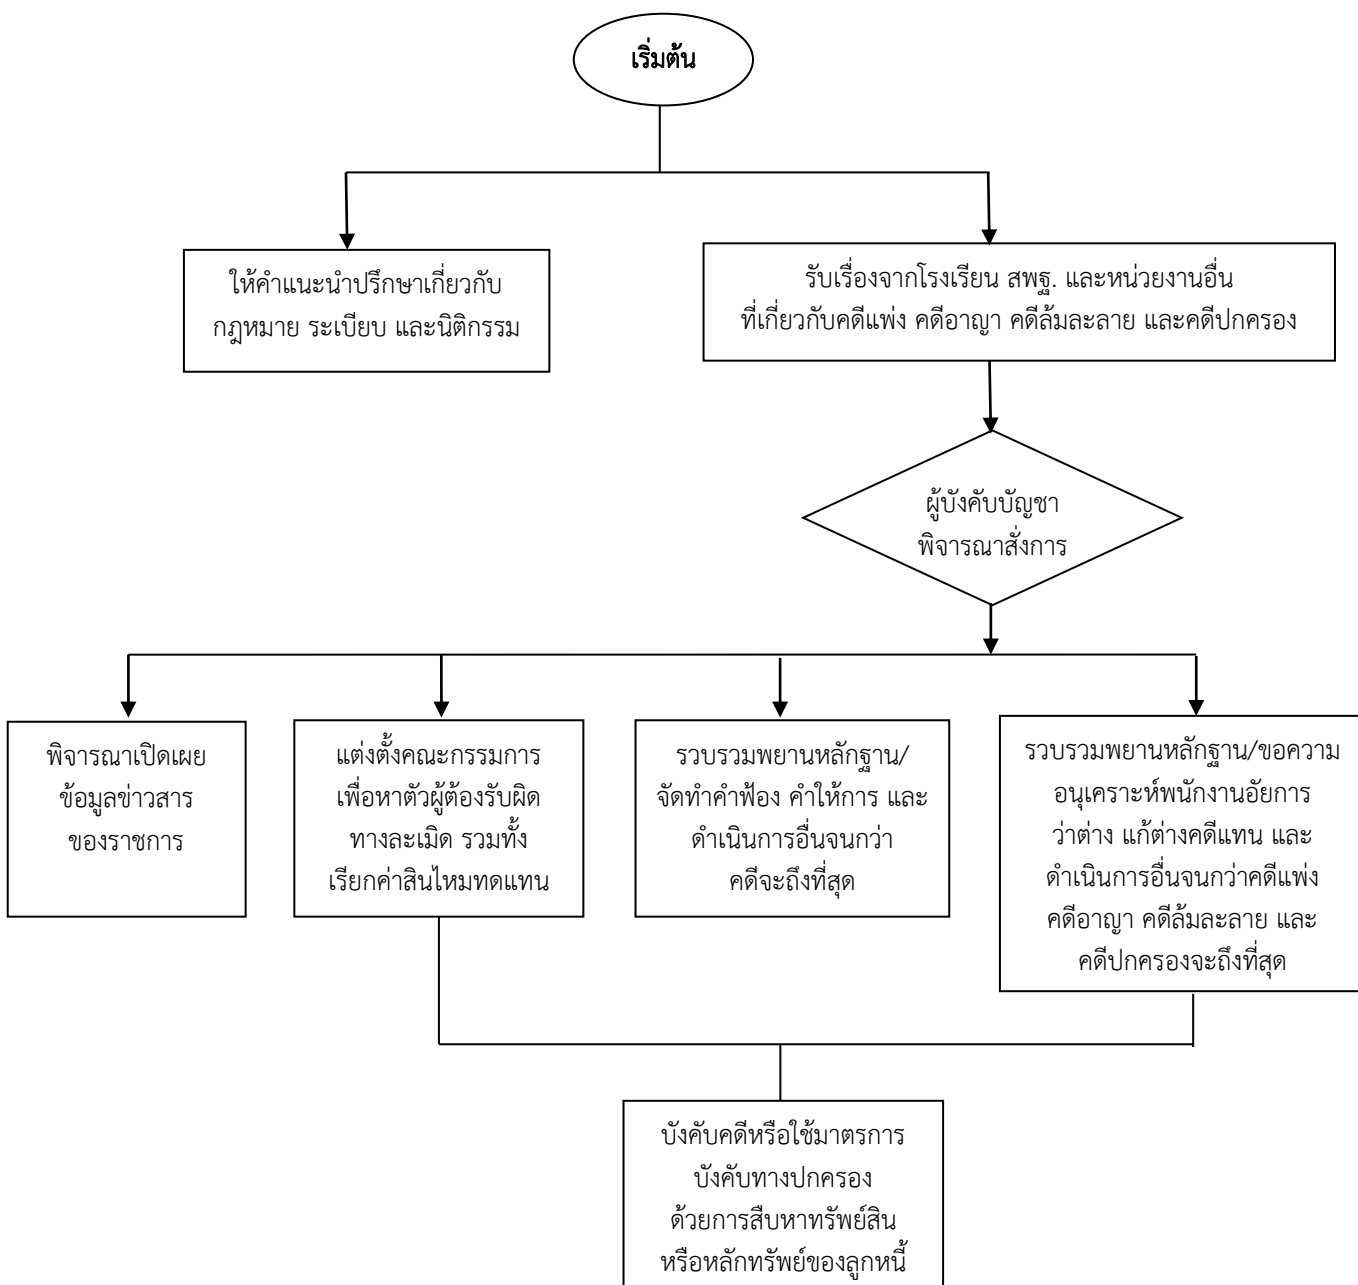 เริ่มต้น
ให้คำแนะนำปรึกษาเกี่ยวกับ
กฎหมาย ระเบียบ และนิติกรรม
รับเรื่องจากโรงเรียน สพฐ. และหน่วยงานอื่น
ที่เกี่ยวกับคดีแพ่ง คดีอาญา คดีล้มละลาย และคดีปกครอง
ผู้บังคับบัญชา
พิจารณาสั่งการ
พิจารณาเปิดเผย
ข้อมูลข่าวสาร
ของราชการ
แต่งตั้งคณะกรรมการ
เพื่อหาตัวผู้ต้องรับผิด
ทางละเมิด รวมทั้ง
เรียกค่าสินไหมทดแทน
รวบรวมพยานหลักฐาน/
จัดทำคำฟ้อง คำให้การ และ
ดำเนินการอื่นจนกว่า
คดีจะถึงที่สุด
รวบรวมพยานหลักฐาน/ขอความ
อนุเคราะห์พนักงานอัยการ
ว่าต่าง แก้ต่างคดีแทน และ
ดำเนินการอื่นจนกว่าคดีแพ่ง
คดีอาญา คดีล้มละลาย และ
คดีปกครองจะถึงที่สุด
บังคับคดีหรือใช้มาตรการ
บังคับทางปกครอง
ด้วยการสืบหาทรัพย์สิน
หรือหลักทรัพย์ของลูกหนี้